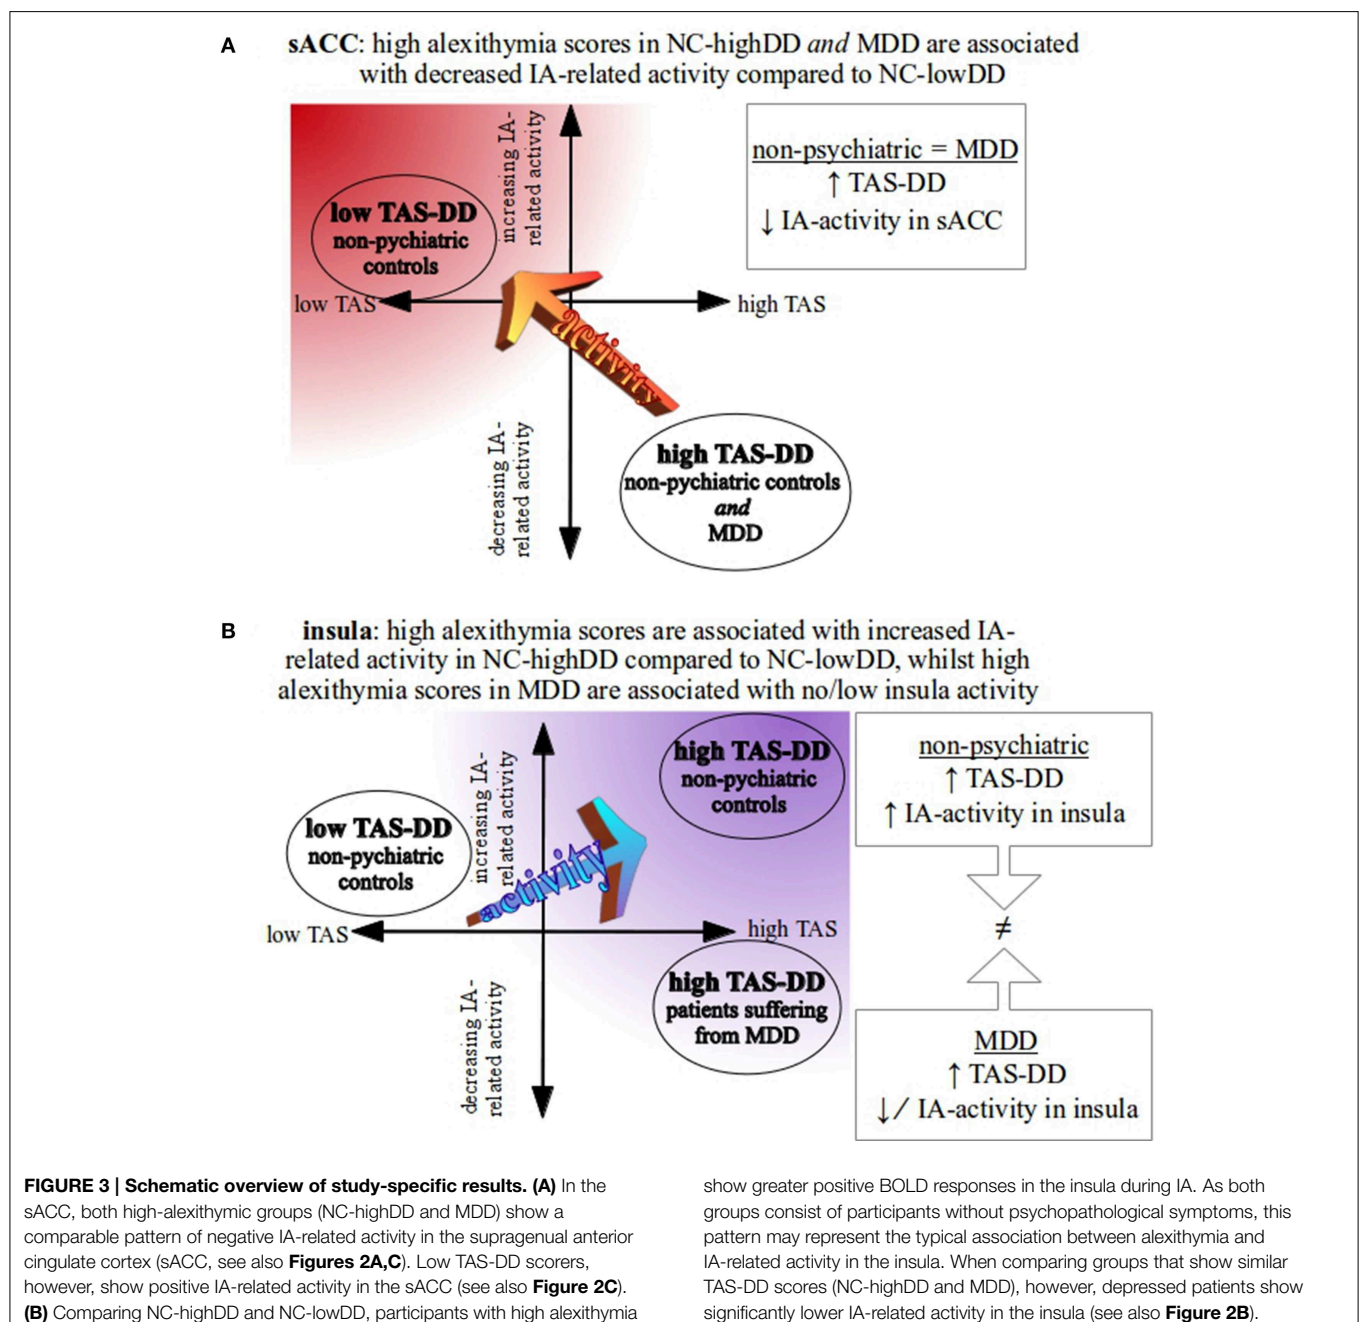 A
sACC: high alexithymia scores in NC-highDD and MDD are associated
with decreased IA-related activity compared to NC-lowDD
increasing IA-
related activity
non-psychiatric = MDD
↑ TAS-DD
↓ IA-activity in sACC
low TAS-DD
non-pychiatric
controls
low TAS
high TAS
activity
decreasing IA-
related activity
high TAS-DD
non-pychiatric controls
and
MDD
B
insula: high alexithymia scores are associated with increased IA-
related activity in NC-highDD compared to NC-lowDD, whilst high
alexithymia scores in MDD are associated with no/low insula activity
increasing IA-
related activity
high TAS-DD
non-pychiatric
controls
non-psychiatric
↑ TAS-DD
↑ IA-activity in insula
low TAS-DD
non-pychiatric
controls
activity
low TAS
high TAS
≠
decreasing IA-
related activity
high TAS-DD
patients suffering
from MDD
MDD
↑ TAS-DD
↓/ IA-activity in insula
FIGURE 3 | Schematic overview of study-specific results. (A) In the
sACC, both high-alexithymic groups (NC-highDD and MDD) show a
comparable pattern of negative IA-related activity in the supragenual anterior
cingulate cortex (sACC, see also Figures 2A,C). Low TAS-DD scorers,
however, show positive IA-related activity in the sACC (see also Figure 2C).
(B) Comparing NC-highDD and NC-lowDD, participants with high alexithymia
show greater positive BOLD responses in the insula during IA. As both
groups consist of participants without psychopathological symptoms, this
pattern may represent the typical association between alexithymia and
IA-related activity in the insula. When comparing groups that show similar
TAS-DD scores (NC-highDD and MDD), however, depressed patients show
significantly lower IA-related activity in the insula (see also Figure 2B).